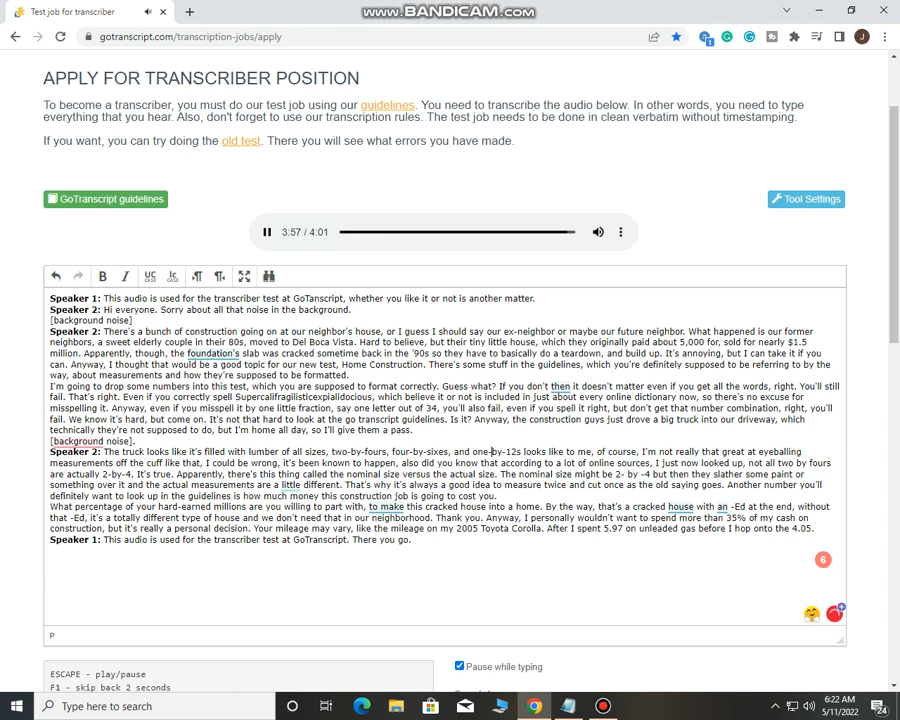 Test job for transcriber
www.BANDICAM.com
gotranscript.com/transcription-jobs/apply
J
APPLY FOR TRANSCRIBER POSITION
To become a transcriber, you must do our test job using our guidelines. You need to transcribe the audio below. In other words, you need to type
everything that you hear. Also, don't forget to use our transcription rules. The test job needs to be done in clean verbatim without timestamping.
If you want, you can try doing the old test. There you will see what errors you have made.
GoTranscript guidelines
Tool Settings
3:57 / 4:01
B I UC CASE lc CASE
Speaker 1: This audio is used for the transcriber test at GoTanscript, whether you like it or not is another matter.
Speaker 2: Hi everyone. Sorry about all that noise in the background.
[background noise]
Speaker 2: There's a bunch of construction going on at our neighbor's house, or I guess I should say our ex-neighbor or maybe our future neighbor. What happened is our former
neighbors, a sweet elderly couple in their 80s, moved to Del Boca Vista. Hard to believe, but their tiny little house, which they originally paid about 5,000 for, sold for nearly $1.5
million. Apparently, though, the foundation's slab was cracked sometime back in the '90s so they have to basically do a teardown, and build up. It's annoying, but I can take it if you
can. Anyway, I thought that would be a good topic for our new test, Home Construction. There's some stuff in the guidelines, which you're definitely supposed to be referring to by the
way, about measurements and how they're supposed to be formatted.
I'm going to drop some numbers into this test, which you are supposed to format correctly. Guess what? If you don't then it doesn't matter even if you get all the words, right. You'll still
fail. That's right. Even if you correctly spell Supercalifragilisticexpialidocious, which believe it or not is included in just about every online dictionary now, so there's no excuse for
misspelling it. Anyway, even if you misspell it by one little fraction, say one letter out of 34, you'll also fail, even if you spell it right, but don't get that number combination, right, you'll
fail. We know it's hard, but come on. It's not that hard to look at the go transcript guidelines. Is it? Anyway, the construction guys just drove a big truck into our driveway, which
technically they're not supposed to do, but I'm home all day, so I'll give them a pass.
[background noise].
Speaker 2: The truck looks like it's filled with lumber of all sizes, two-by-fours, four-by-sixes, and one-by-12s looks like to me, of course, I'm not really that great at eyeballing
measurements off the cuff like that, I could be wrong, it's been known to happen, also did you know that according to a lot of online sources, I just now looked up, not all two by fours
are actually 2-by-4. It's true. Apparently, there's this thing called the nominal size versus the actual size. The nominal size might be 2- by -4 but then they slather some paint or
something over it and the actual measurements are a little different. That's why it's always a good idea to measure twice and cut once as the old saying goes. Another number you'll
definitely want to look up in the guidelines is how much money this construction job is going to cost you.
What percentage of your hard-earned millions are you willing to part with, to make this cracked house into a home. By the way, that's a cracked house with an -Ed at the end, without
that -Ed, it's a totally different type of house and we don't need that in our neighborhood. Thank you. Anyway, I personally wouldn't want to spend more than 35% of my cash on
construction, but it's really a personal decision. Your mileage may vary, like the mileage on my 2005 Toyota Corolla. After I spent 5.97 on unleaded gas before I hop onto the 4.05.
Speaker 1: This audio is used for the transcriber test at GoTranscript. There you go.
6
P
ESCAPE - play/pause
F1 - skip back 2 seconds
Pause while typing
Type here to search
6:22 AM
5/11/2022
24